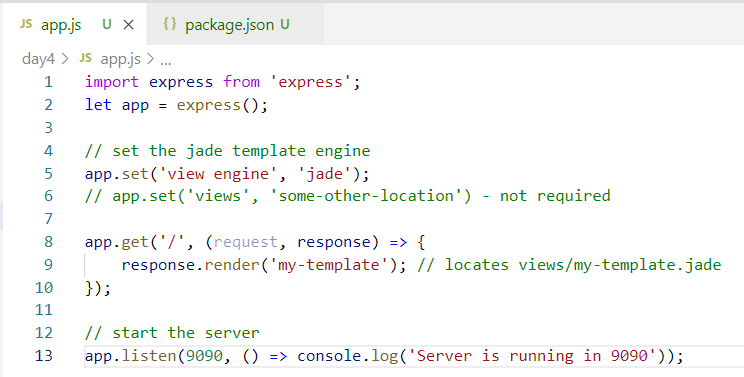 JS app.js U ×
{} package.json U
day4 > JS app.js > ...
1 import express from 'express';
2 let app = express();
3
4 // set the jade template engine
5 app.set('view engine', 'jade');
6 // app.set('views', 'some-other-location') - not required
7
8 app.get('/', (request, response) => {
9     response.render('my-template'); // locates views/my-template.jade
10 });
11
12 // start the server
13 app.listen(9090, () => console.log('Server is running in 9090'));